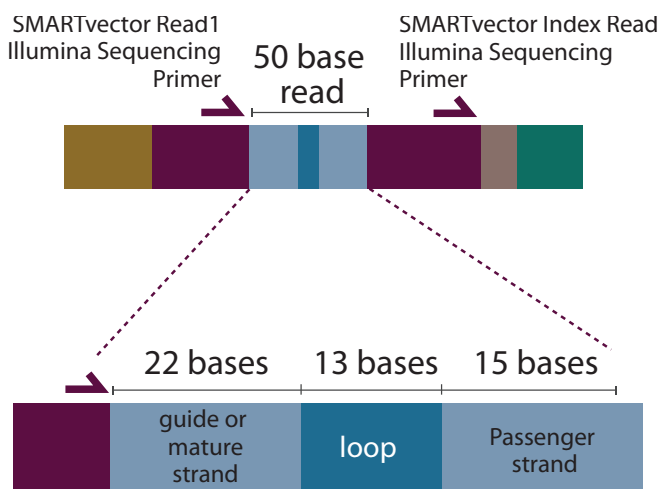 SMARTvector Read1
Illumina Sequencing
Primer
50 base
read
SMARTvector Index Read
Illumina Sequencing
Primer
22 bases
13 bases
15 bases
guide or
mature
strand
loop
Passenger
strand